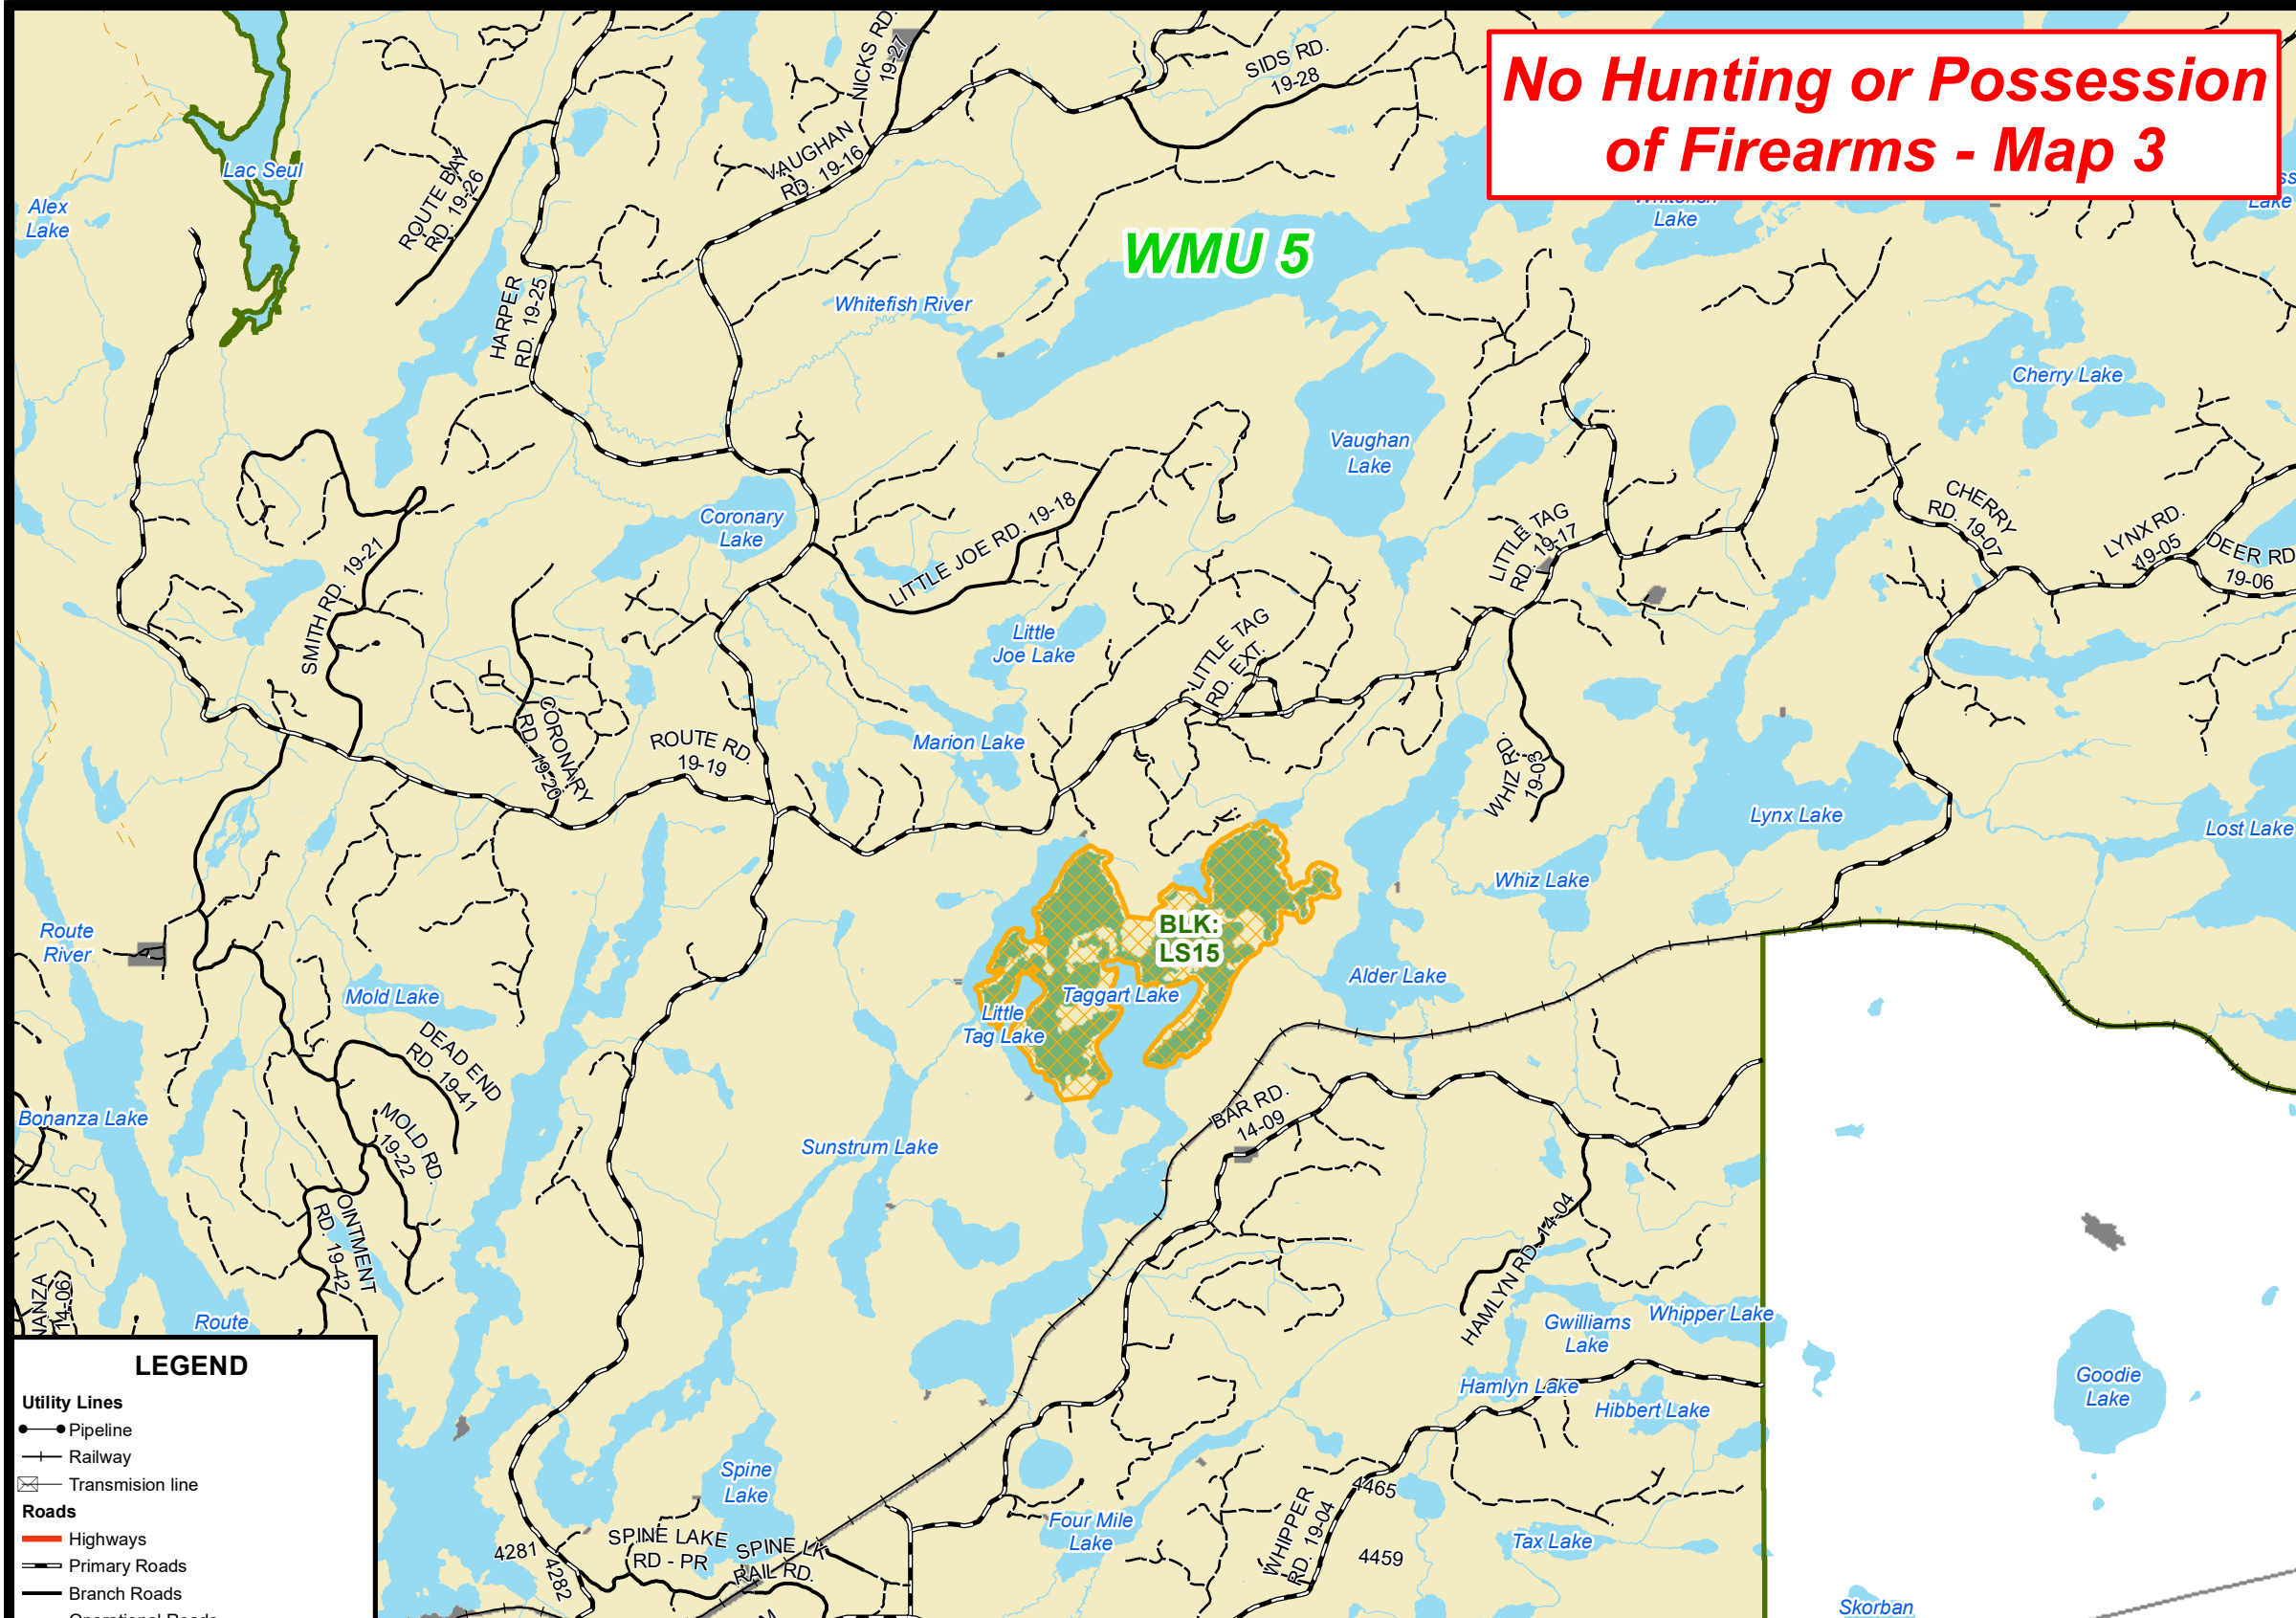 No Hunting or Possession
of Firearms - Map 3
WMU 5
NICKS RD.
19-27
SIDS RD.
19-28
VAUGHAN
RD. 19-16
ROUTE BAY
RD. 19-26
HARPER
RD. 19-25
Lac Seul
Alex
Lake
Whitefish River
Lake
Lake
Cherry Lake
Vaughan
Lake
Coronary
Lake
LITTLE JOE RD. 19-18
LITTLE TAG
RD. 19-17
CHERRY
RD. 19-07
LYNX RD.
19-05
DEER RD
19-06
SMITH RD. 19-21
Little
Joe Lake
LITTLE TAG
RD. EXT.
CORONARY
RD. 19-20
ROUTE RD.
19-19
Marion Lake
WHIZ RD.
19-03
Lynx Lake
Lost Lake
Whiz Lake
BLK:
LS15
Route
River
Mold Lake
Taggart Lake
Alder Lake
Little
Tag Lake
DEAD END
RD. 19-41
MOLD RD.
19-22
Bonanza Lake
Sunstrum Lake
BAR RD.
14-09
OINTMENT
RD. 19-42
NANZA
14-06
Route
HAMLYN RD. 14-04
Gwilliams
Lake
Whipper Lake
Hamlyn Lake
Hibbert Lake
Goodie
Lake
Spine
Lake
Four Mile
Lake
WHIPPER
RD. 19-04
4465
4459
Tax Lake
Skorban
4281
4282
SPINE LAKE
RD - PR
SPINE LK
RAIL RD.
LEGEND
Utility Lines
Pipeline
Railway
Transmision line
Roads
Highways
Primary Roads
Branch Roads